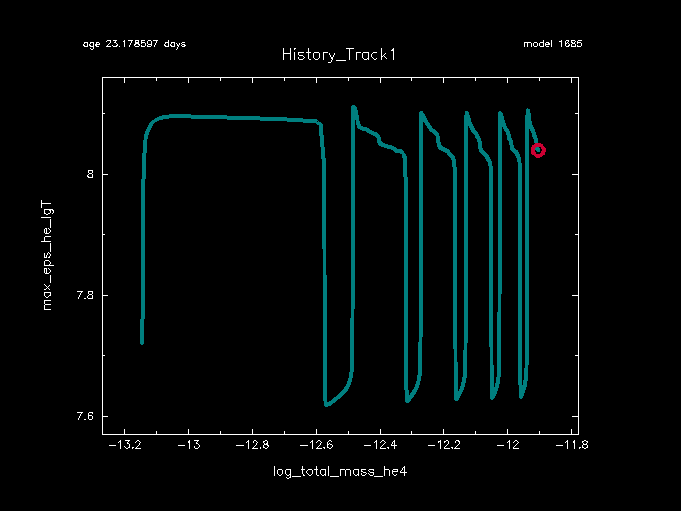 age 23.178597 days
model 1685
History_Track1
max_eps_he_lgT
8
7.8
7.6
-13.2 -13 -12.8 -12.6 -12.4 -12.2 -12 -11.8
log_total_mass_he4